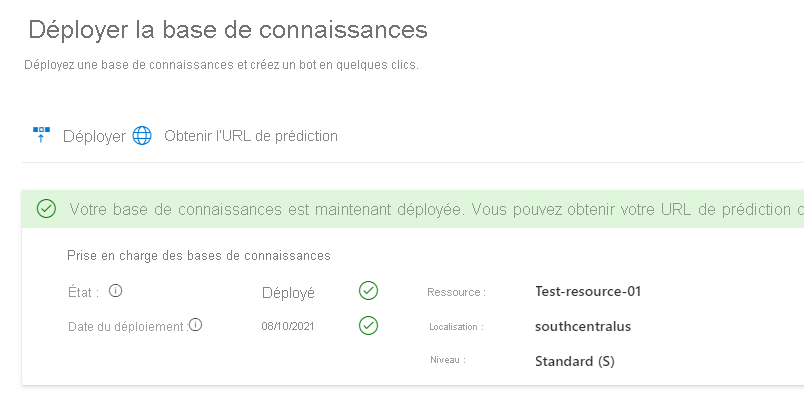 Déployer la base de connaissances
Déployez une base de connaissances et créez un bot en quelques clics.
Déployer Obtenir l'URL de prédiction
Votre base de connaissances est maintenant déployée. Vous pouvez obtenir votre URL de prédiction
Prise en charge des bases de connaissances
État : Déployé Ressource : Test-resource-01
Date du déploiement : 08/10/2021 Localisation : southcentralus
Niveau : Standard (S)